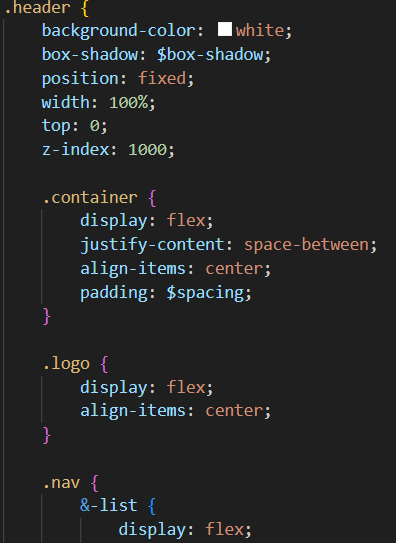 .header {
    background-color: white;
    box-shadow: $box-shadow;
    position: fixed;
    width: 100%;
    top: 0;
    z-index: 1000;

    .container {
        display: flex;
        justify-content: space-between;
        align-items: center;
        padding: $spacing;
    }

    .logo {
        display: flex;
        align-items: center;
    }

    .nav {
        &-list {
            display: flex;